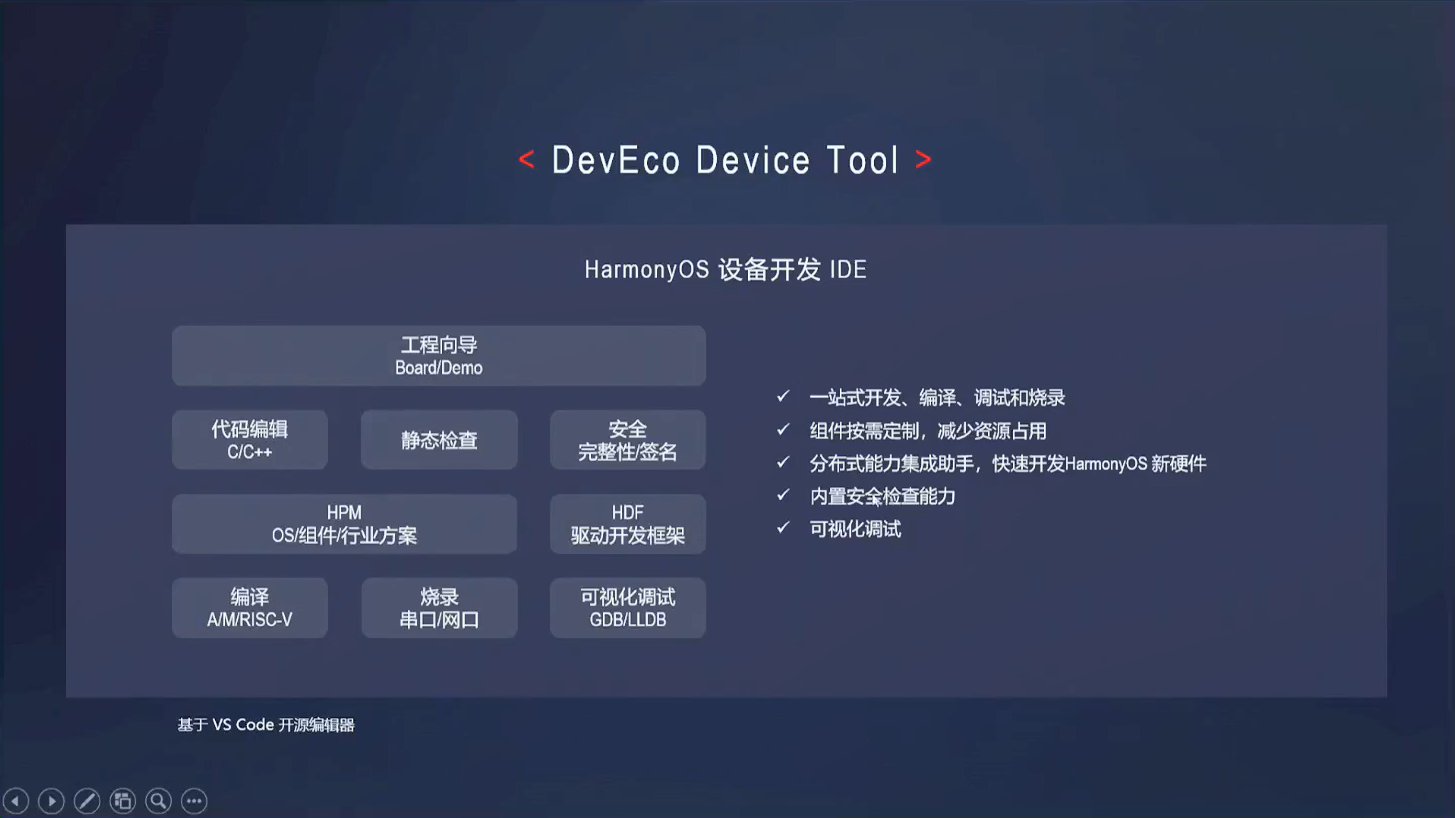 < DevEco Device Tool >
HarmonyOS 设备开发 IDE
工程向导
Board/Demo
代码编辑
C/C++
静态检查
安全
完整性/签名
HPM
OS/组件/行业方案
HDF
驱动开发框架
编译
A/M/RISC-V
烧录
串口/网口
可视化调试
GDB/LLDB
✓ 一站式开发、编译、调试和烧录
✓ 组件按需定制，减少资源占用
✓ 分布式能力集成助手，快速开发HarmonyOS 新硬件
✓ 内置安全检查能力
✓ 可视化调试
基于 VS Code 开源编辑器